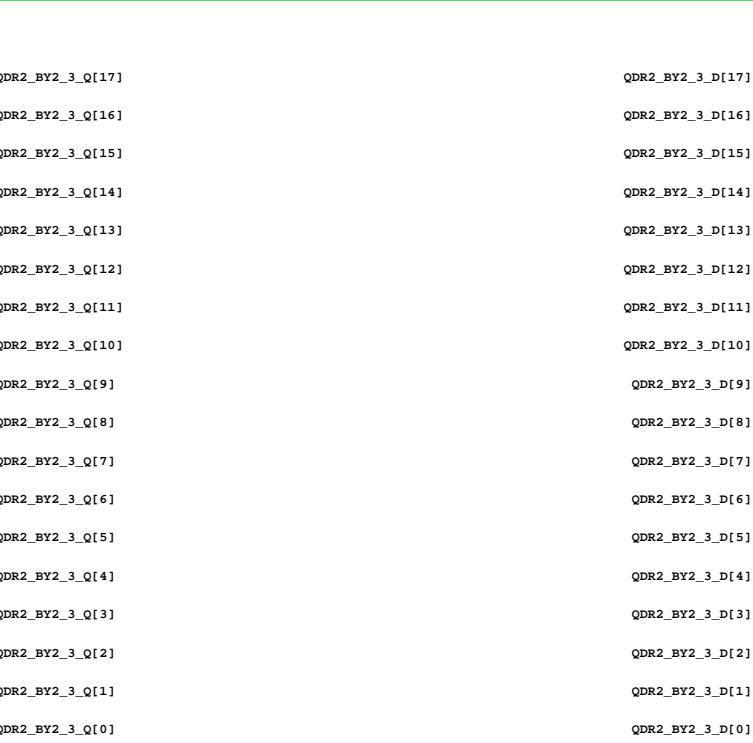 QDR2_BY2_3_Q[17] QDR2_BY2_3_D[17]
QDR2_BY2_3_Q[16] QDR2_BY2_3_D[16]
QDR2_BY2_3_Q[15] QDR2_BY2_3_D[15]
QDR2_BY2_3_Q[14] QDR2_BY2_3_D[14]
QDR2_BY2_3_Q[13] QDR2_BY2_3_D[13]
QDR2_BY2_3_Q[12] QDR2_BY2_3_D[12]
QDR2_BY2_3_Q[11] QDR2_BY2_3_D[11]
QDR2_BY2_3_Q[10] QDR2_BY2_3_D[10]
QDR2_BY2_3_Q[9] QDR2_BY2_3_D[9]
QDR2_BY2_3_Q[8] QDR2_BY2_3_D[8]
QDR2_BY2_3_Q[7] QDR2_BY2_3_D[7]
QDR2_BY2_3_Q[6] QDR2_BY2_3_D[6]
QDR2_BY2_3_Q[5] QDR2_BY2_3_D[5]
QDR2_BY2_3_Q[4] QDR2_BY2_3_D[4]
QDR2_BY2_3_Q[3] QDR2_BY2_3_D[3]
QDR2_BY2_3_Q[2] QDR2_BY2_3_D[2]
QDR2_BY2_3_Q[1] QDR2_BY2_3_D[1]
QDR2_BY2_3_Q[0] QDR2_BY2_3_D[0]